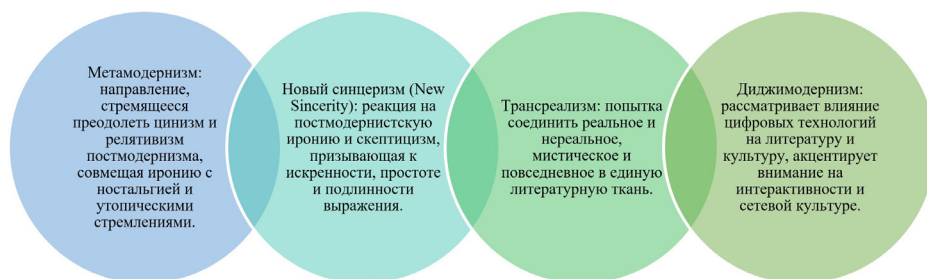 Метамодернизм:
направление,
стремящееся
преодолеть цинизм и
релятивизм
постмодернизма,
совмещая иронию с
ностальгией и
утопическими
стремлениями.
Новый синцеризм (New
Sincerity): реакция на
постмодернистскую
иронию и скептицизм,
призывающая к
искренности, простоте
и подлинности
выражения.
Трансреализм: попытка
соединить реальное и
нереальное,
мистическое и
повседневное в единую
литературную ткань.
Диджимодернизм:
рассматривает влияние
цифровых технологий
на литературу и
культуру, акцентирует
внимание на
интерактивности и
сетевой культуре.